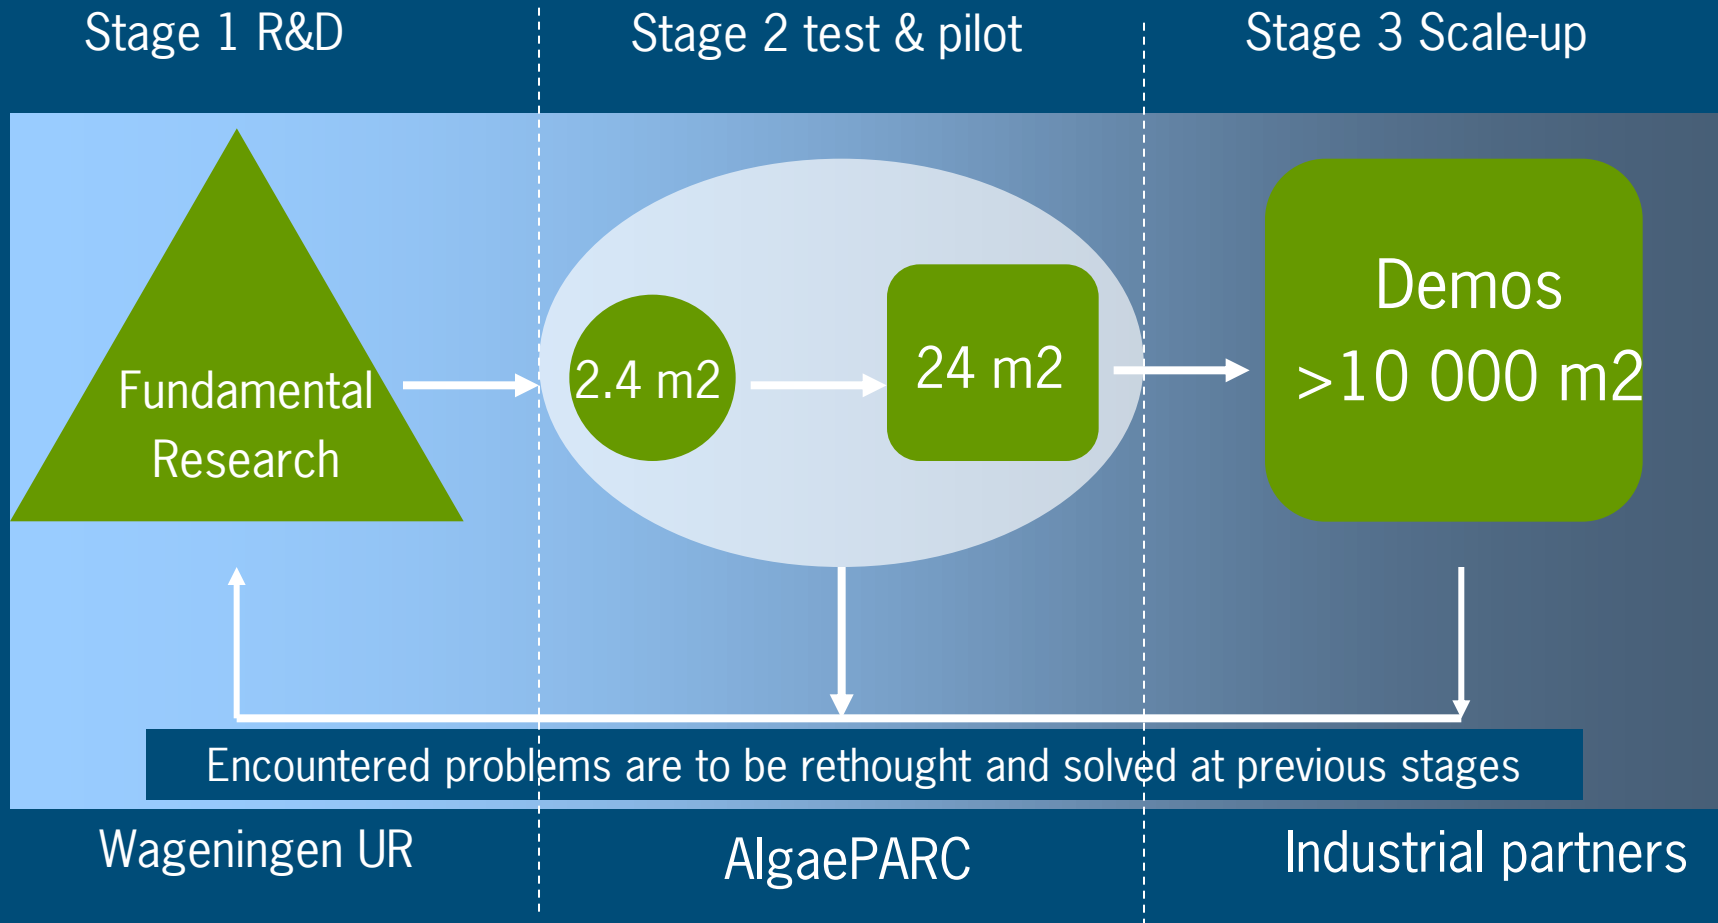 Stage 1 R&D
Stage 2 test & pilot
Stage 3 Scale-up
Fundamental
Research
2.4 m2
24 m2
Demos
>10 000 m2
Encountered problems are to be rethought and solved at previous stages
Wageningen UR
AlgaePARC
Industrial partners